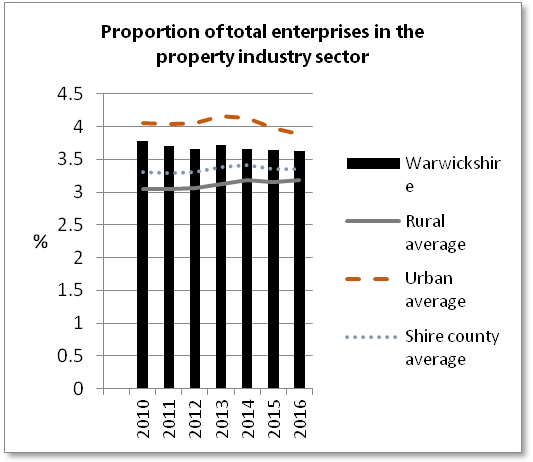 Proportion of total enterprises in the
property industry sector
4.5
4
3.5
3
2.5
2
1.5
1
0.5
0
%
2010
2011
2012
2013
2014
2015
2016
Warwickshir
e
Rural
average
Urban
average
Shire county
average